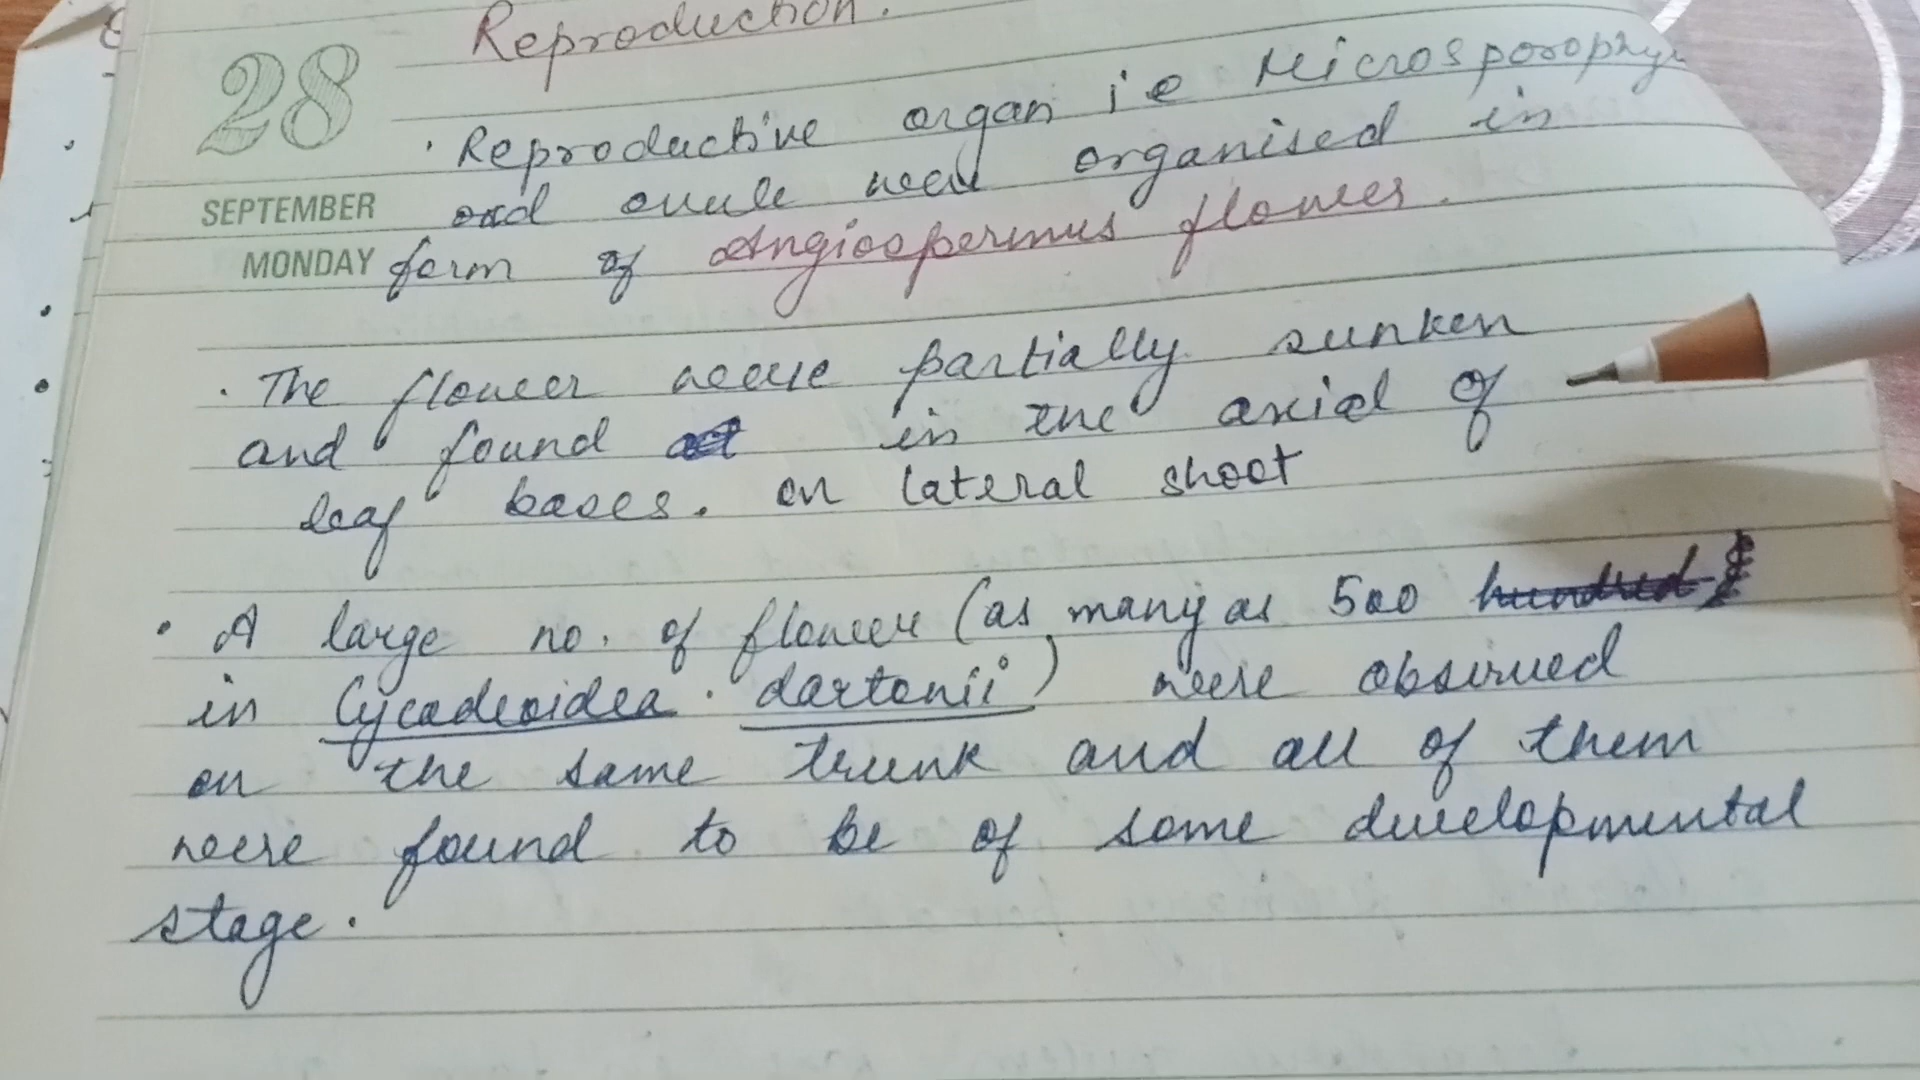 Reproduction.
28
SEPTEMBER
MONDAY
· Reproductive organ i e Microsporophy
and ovule were organised in
form of Angiospermus flower.
· The flower were partially sunken
and found in the axial of
leaf bases. on lateral shoot
· A large no. of flower (as many as 500 hundred
in Cycadeoidea . dartonii) were observed
on the same trunk and all of them
were found to be of same developmental
stage.